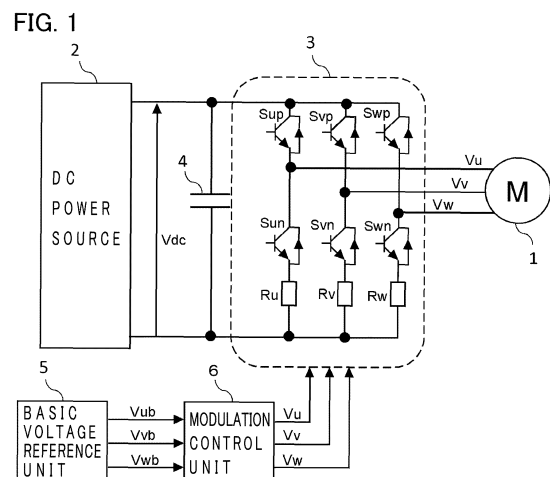 FIG. 1
2
3
DC
POWER
SOURCE
4
Vdc
Sup
Svp
Swp
Vu
Vv
Vw
M
1
Sun
Svn
Swn
Ru
Rv
Rw
5
BASIC
VOLTAGE
REFERENCE
UNIT
Vub
Vvb
Vwb
6
MODULATION
CONTROL
UNIT
Vu
Vv
Vw